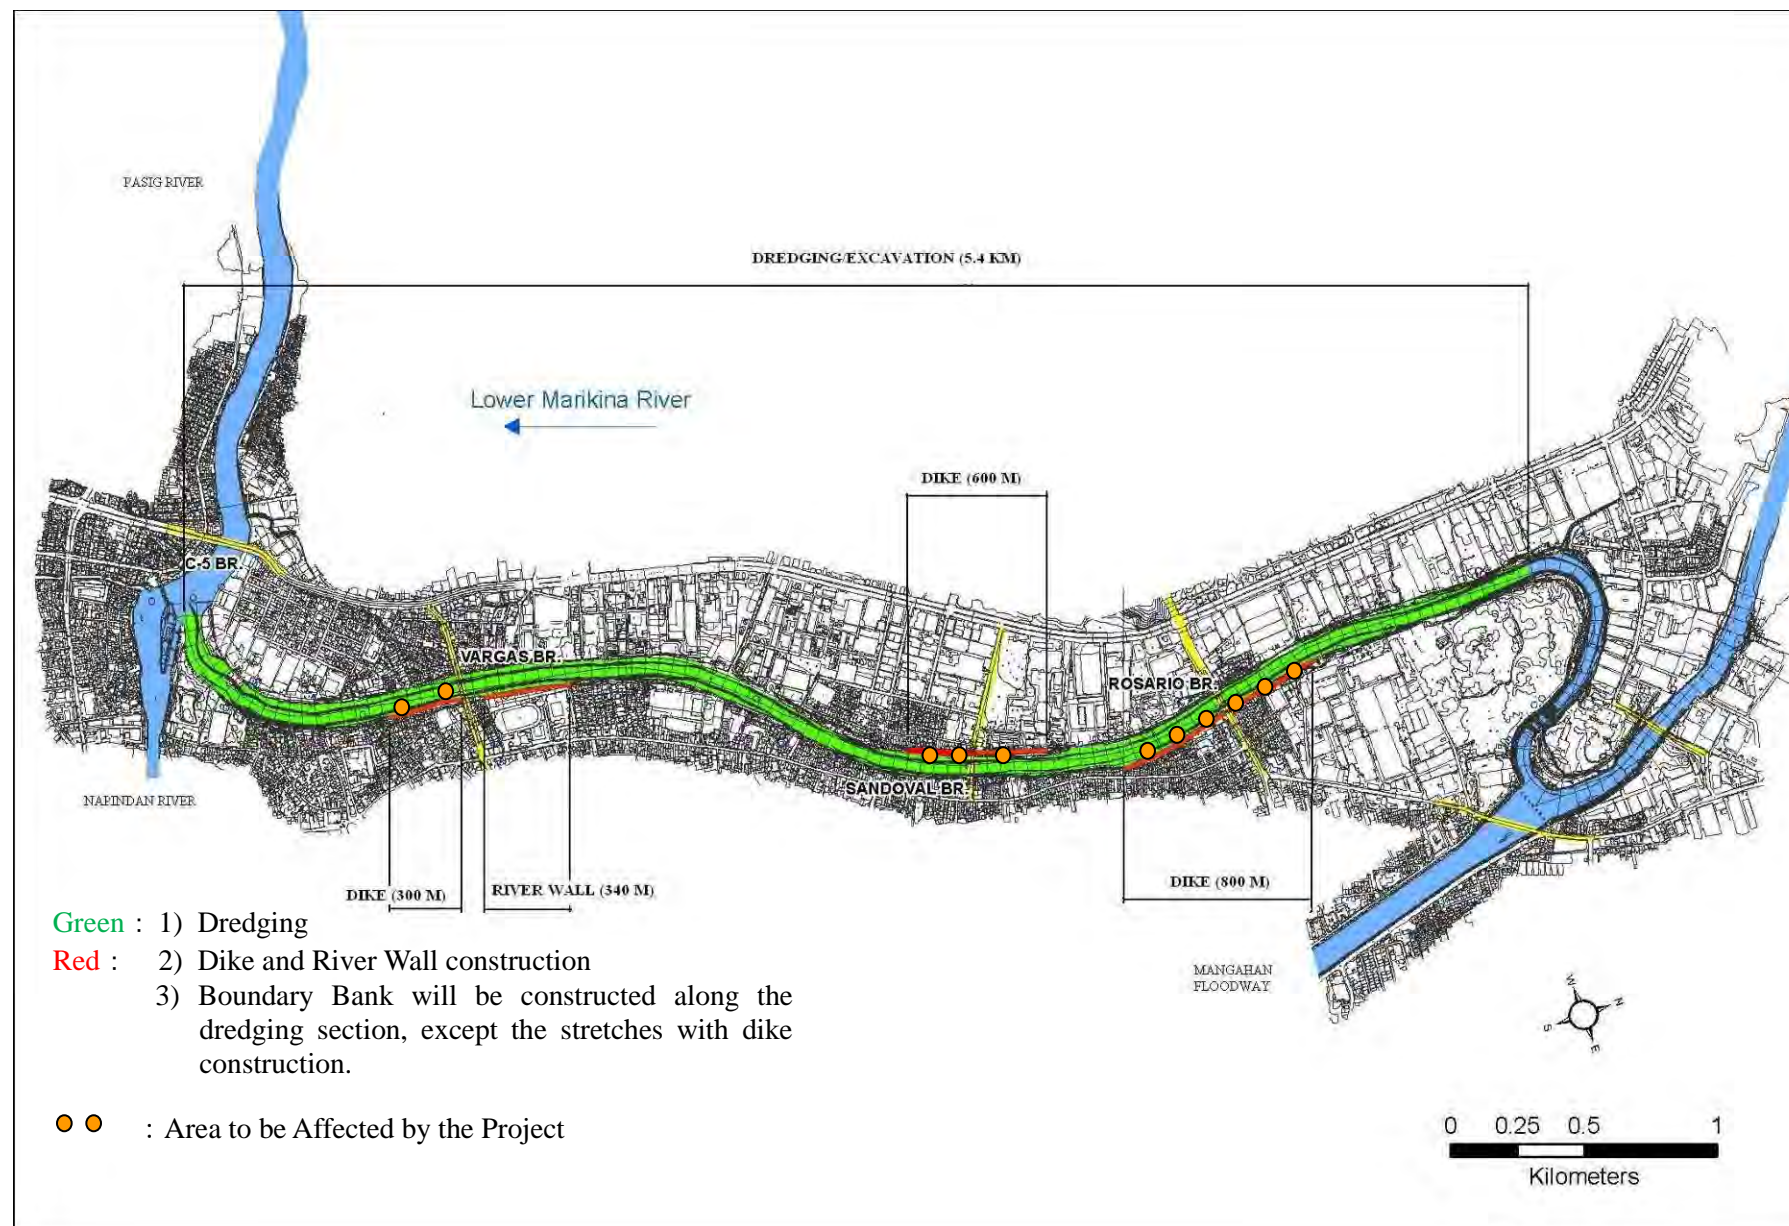 PASIG RIVER
DREDGING/EXCAVATION (5.4 KM)
Lower Marikina River
DIKE (600 M)
C-5 BR.
VARGAS BR.
ROSARIO BR.
SANDOVAL BR.
NAPINDAN RIVER
DIKE (300 M)
RIVER WALL (340 M)
DIKE (800 M)
MANGAHAN
FLOODWAY
Green : 1) Dredging
Red : 2) Dike and River Wall construction
3) Boundary Bank will be constructed along the
dredging section, except the stretches with dike
construction.
: Area to be Affected by the Project
W
N
S
E
0 0.25 0.5 1
Kilometers